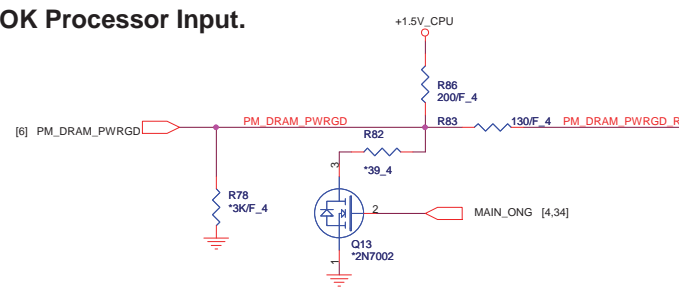 OK Processor Input.
+1.5V_CPU
R86
200/F_4
[6] PM_DRAM_PWRGD
PM_DRAM_PWRGD
R83
130/F_4
PM_DRAM_PWRGD_R
R82
*39_4
3
R78
*3K/F_4
2
MAIN_ONG [4,34]
Q13
*2N7002
1